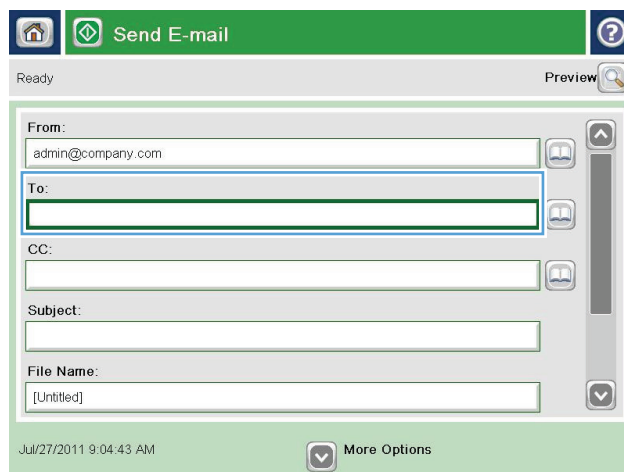 Send E-mail
Ready Preview
From:
admin@company.com
To:
CC:
Subject:
File Name:
[Untitled]
Jul/27/2011 9:04:43 AM More Options